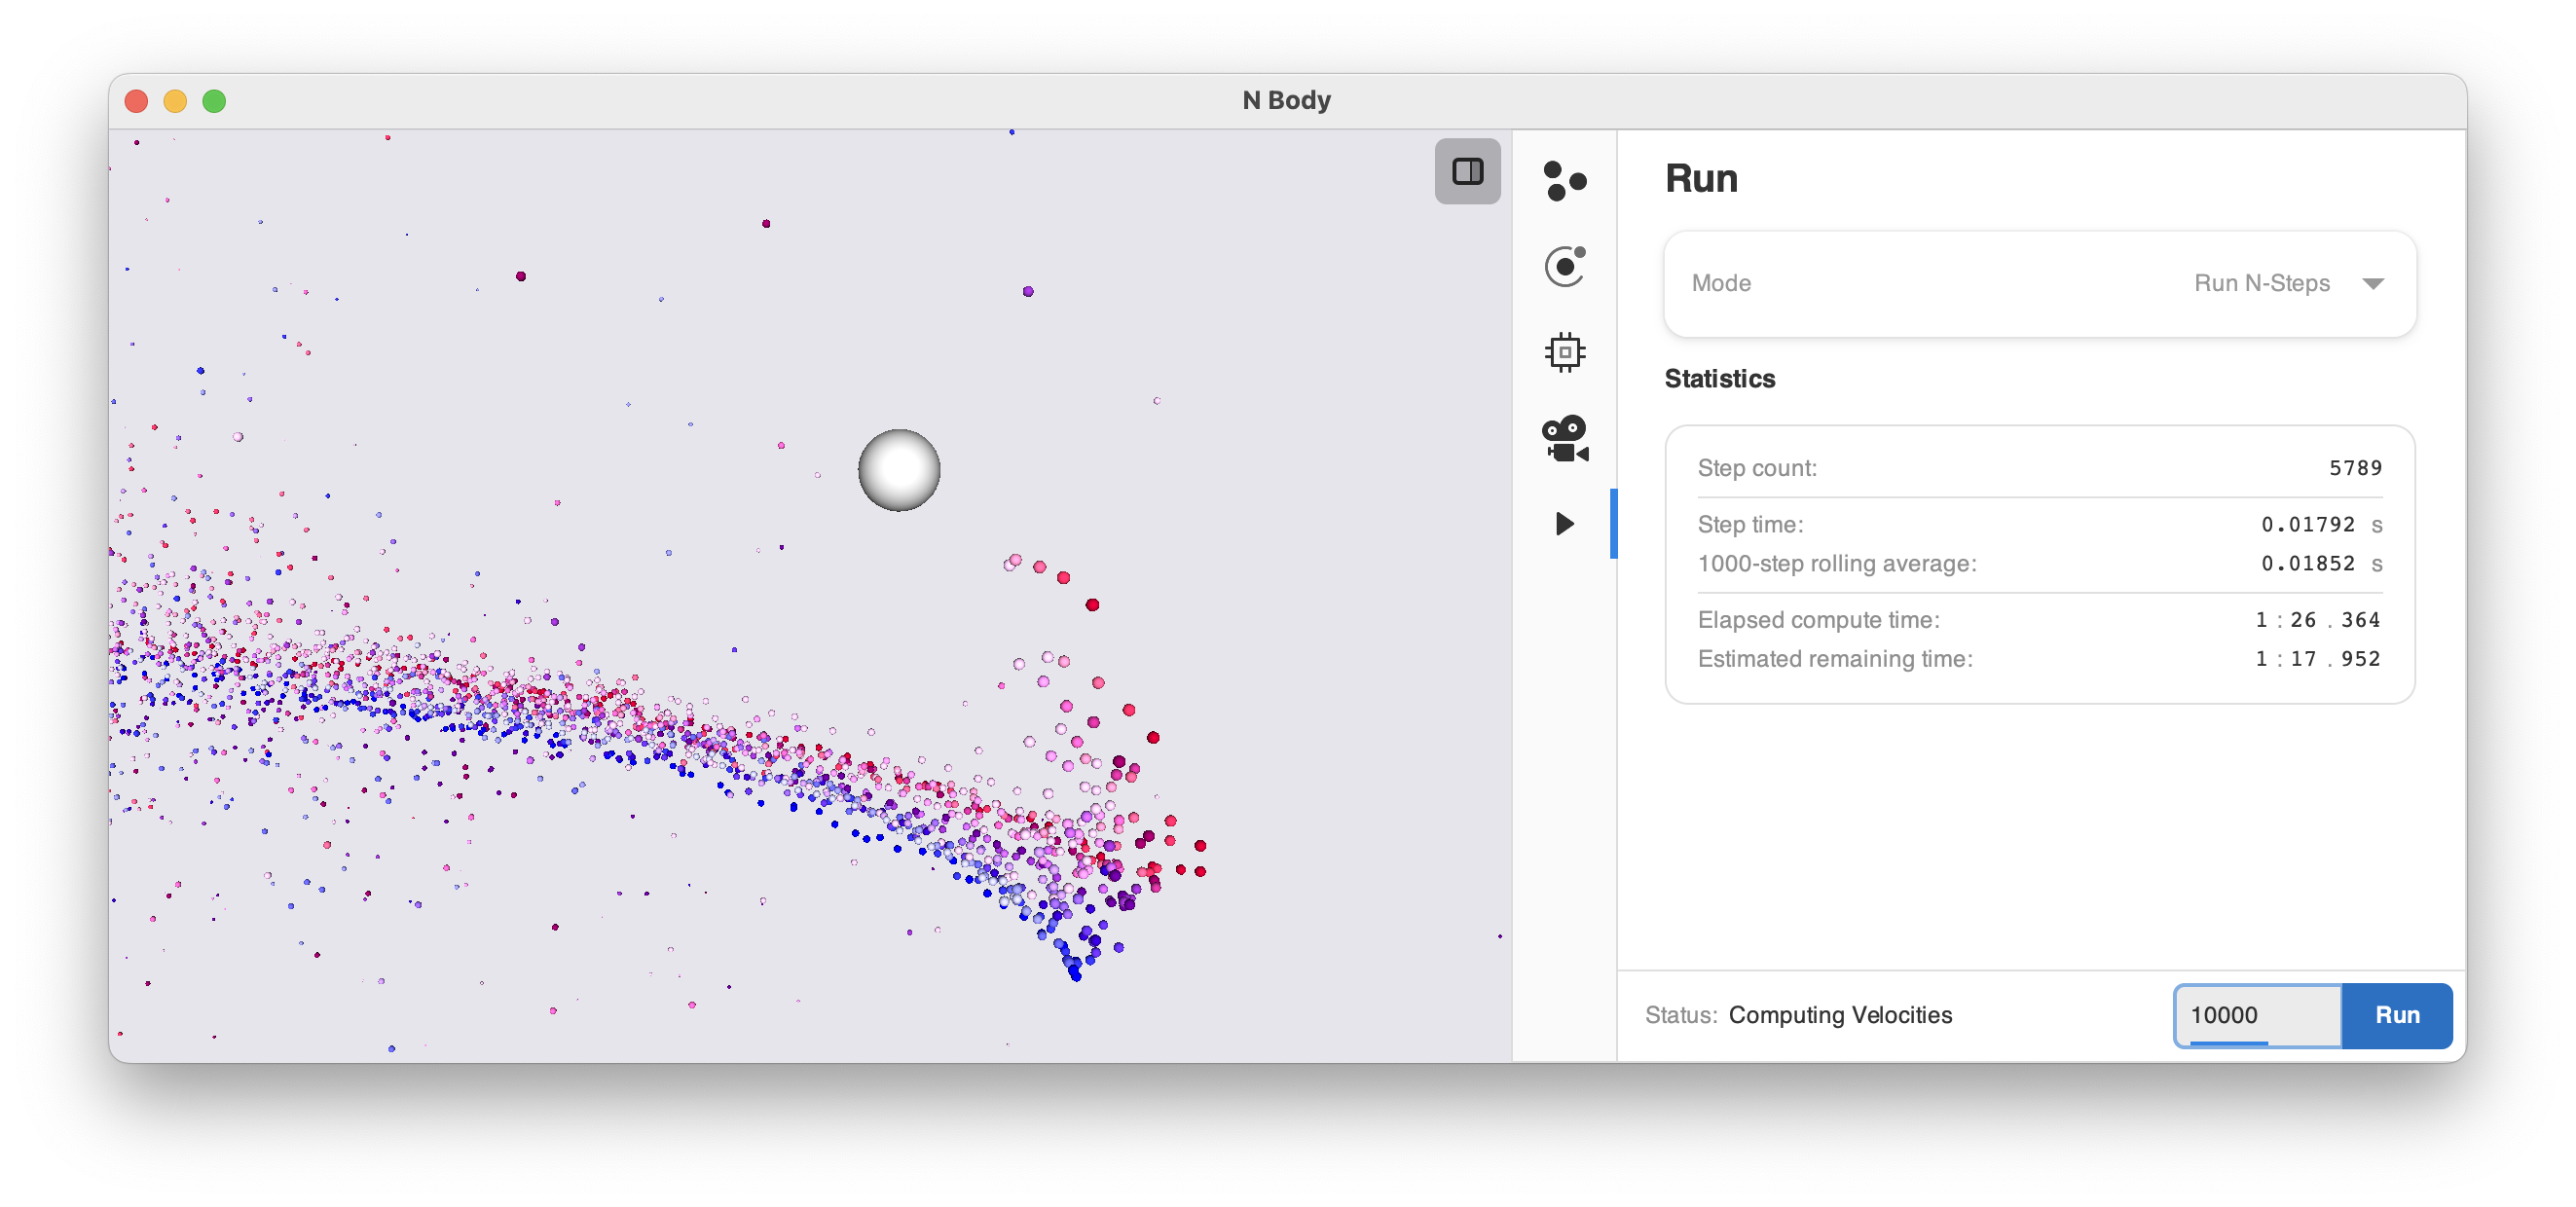 N Body
Run
Mode Run N-Steps
Statistics
Step count: 5789
Step time: 0.01792 s
1000-step rolling average: 0.01852 s
Elapsed compute time: 1 : 26 . 364
Estimated remaining time: 1 : 17 . 952
Status: Computing Velocities 10000 Run